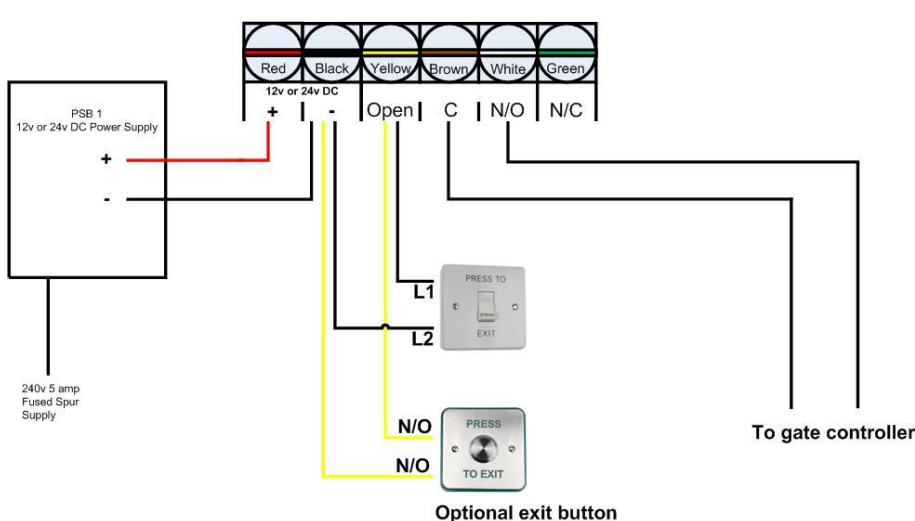 Red Black Yellow Brown White Green
12v or 24v DC
+ - Open C N/O N/C
PSB 1
12v or 24v DC Power Supply
+
-
L1
L2
PRESS TO
EXIT
240v 5 amp
Fused Spur
Supply
N/O
N/O
PRESS
TO EXIT
To gate controller
Optional exit button